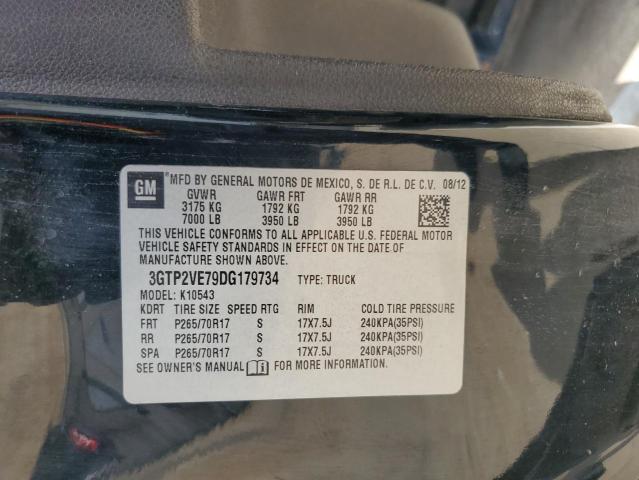 GM
MFD BY GENERAL MOTORS DE MEXICO, S. DE R.L. DE C.V. 08/12
GVWR GAWR FRT GAWR RR
3175 KG 1792 KG 1792 KG
7000 LB 3950 LB 3950 LB
THIS VEHICLE CONFORMS TO ALL APPLICABLE U.S. FEDERAL MOTOR
VEHICLE SAFETY STANDARDS IN EFFECT ON THE DATE OF
MANUFACTURE SHOWN ABOVE.
3GTP2VE79DG179734 TYPE: TRUCK
MODEL: K10543
KDRT TIRE SIZE SPEED RTG RIM COLD TIRE PRESSURE
FRT P265/70R17 S 17X7.5J 240KPA(35PSI)
RR P265/70R17 S 17X7.5J 240KPA(35PSI)
SPA P265/70R17 S 17X7.5J 240KPA(35PSI)
SEE OWNER'S MANUAL FOR ADDITIONAL INFORMATION.